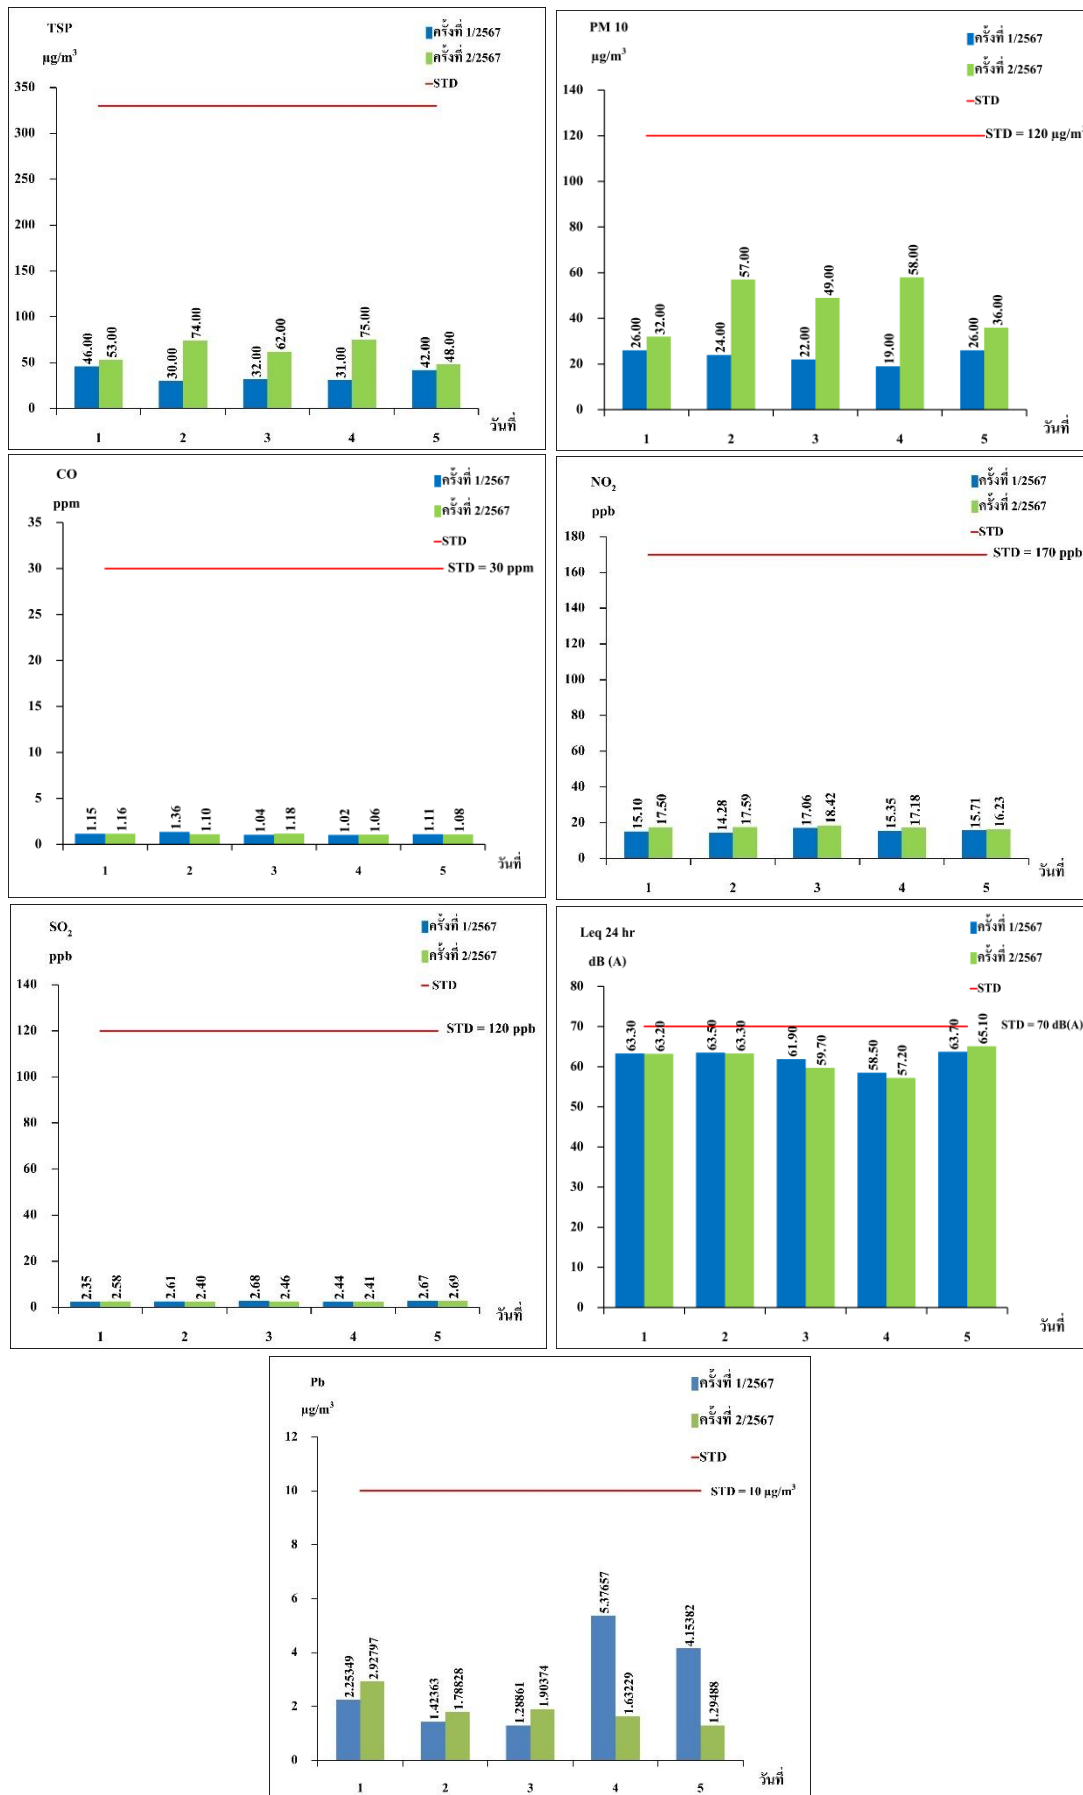 TSP
µg/m³
ครั้งที่ 1/2567
ครั้งที่ 2/2567
STD
350
300
250
200
150
100
50
0
46.00 53.00 30.00 74.00 32.00 62.00 31.00 75.00 42.00 48.00
1 2 3 4 5
วันที่
PM 10
µg/m³
ครั้งที่ 1/2567
ครั้งที่ 2/2567
STD
STD = 120 µg/m³
140
120
100
80
60
40
20
0
26.00 32.00 24.00 57.00 22.00 49.00 19.00 58.00 26.00 36.00
1 2 3 4 5
วันที่
CO
ppm
ครั้งที่ 1/2567
ครั้งที่ 2/2567
STD
STD = 30 ppm
35
30
25
20
15
10
5
0
1.15 1.16 1.36 1.10 1.04 1.18 1.02 1.06 1.11 1.08
1 2 3 4 5
วันที่
NO₂
ppb
ครั้งที่ 1/2567
ครั้งที่ 2/2567
STD
STD = 170 ppb
180
160
140
120
100
80
60
40
20
0
15.10 17.50 14.28 17.59 17.06 18.42 15.35 17.18 15.71 16.23
1 2 3 4 5
วันที่
SO₂
ppb
ครั้งที่ 1/2567
ครั้งที่ 2/2567
STD
STD = 120 ppb
140
120
100
80
60
40
20
0
2.35 2.58 2.61 2.40 2.68 2.46 2.44 2.41 2.67 2.69
1 2 3 4 5
วันที่
Leq 24 hr
dB (A)
ครั้งที่ 1/2567
ครั้งที่ 2/2567
STD
STD = 70 dB(A)
80
70
60
50
40
30
20
10
0
63.30 63.20 63.50 63.30 61.90 59.70 58.50 57.20 63.70 65.10
1 2 3 4 5
วันที่
Pb
µg/m³
ครั้งที่ 1/2567
ครั้งที่ 2/2567
STD
STD = 10 µg/m³
12
10
8
6
4
2
0
2.25349 2.92797 1.42363 1.78828 1.28861 1.90374 5.37657 1.63229 4.15382 1.29488
1 2 3 4 5
วันที่